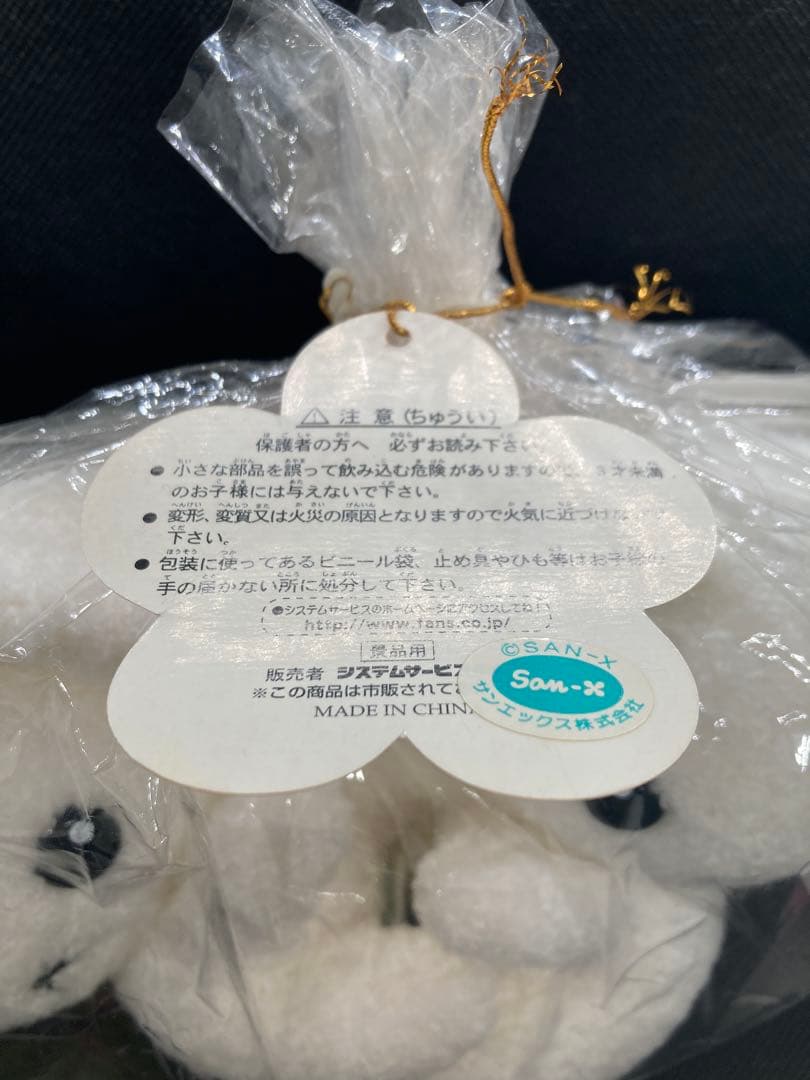 ⚠ 注意(ちゅうい)
保護者の方へ 必ずお読み下さい
● 小さな部品を誤って飲み込む危険がありますので、3才未満
のお子様には与えないで下さい。
● 変形、変質又は火災の原因となりますので火気に近づけな
下さい。
● 包装に使ってあるビニール袋、止め具やひも等はお子様の
手の届かない所に処分して下さい。
●システムサービスのホームページにアクセスしてね!
http://www.fans.co.jp/
景品用
販売者 システムサービス
※この商品は市販されてお
MADE IN CHINA
©SAN-X
San-x
サンエックス株式会社